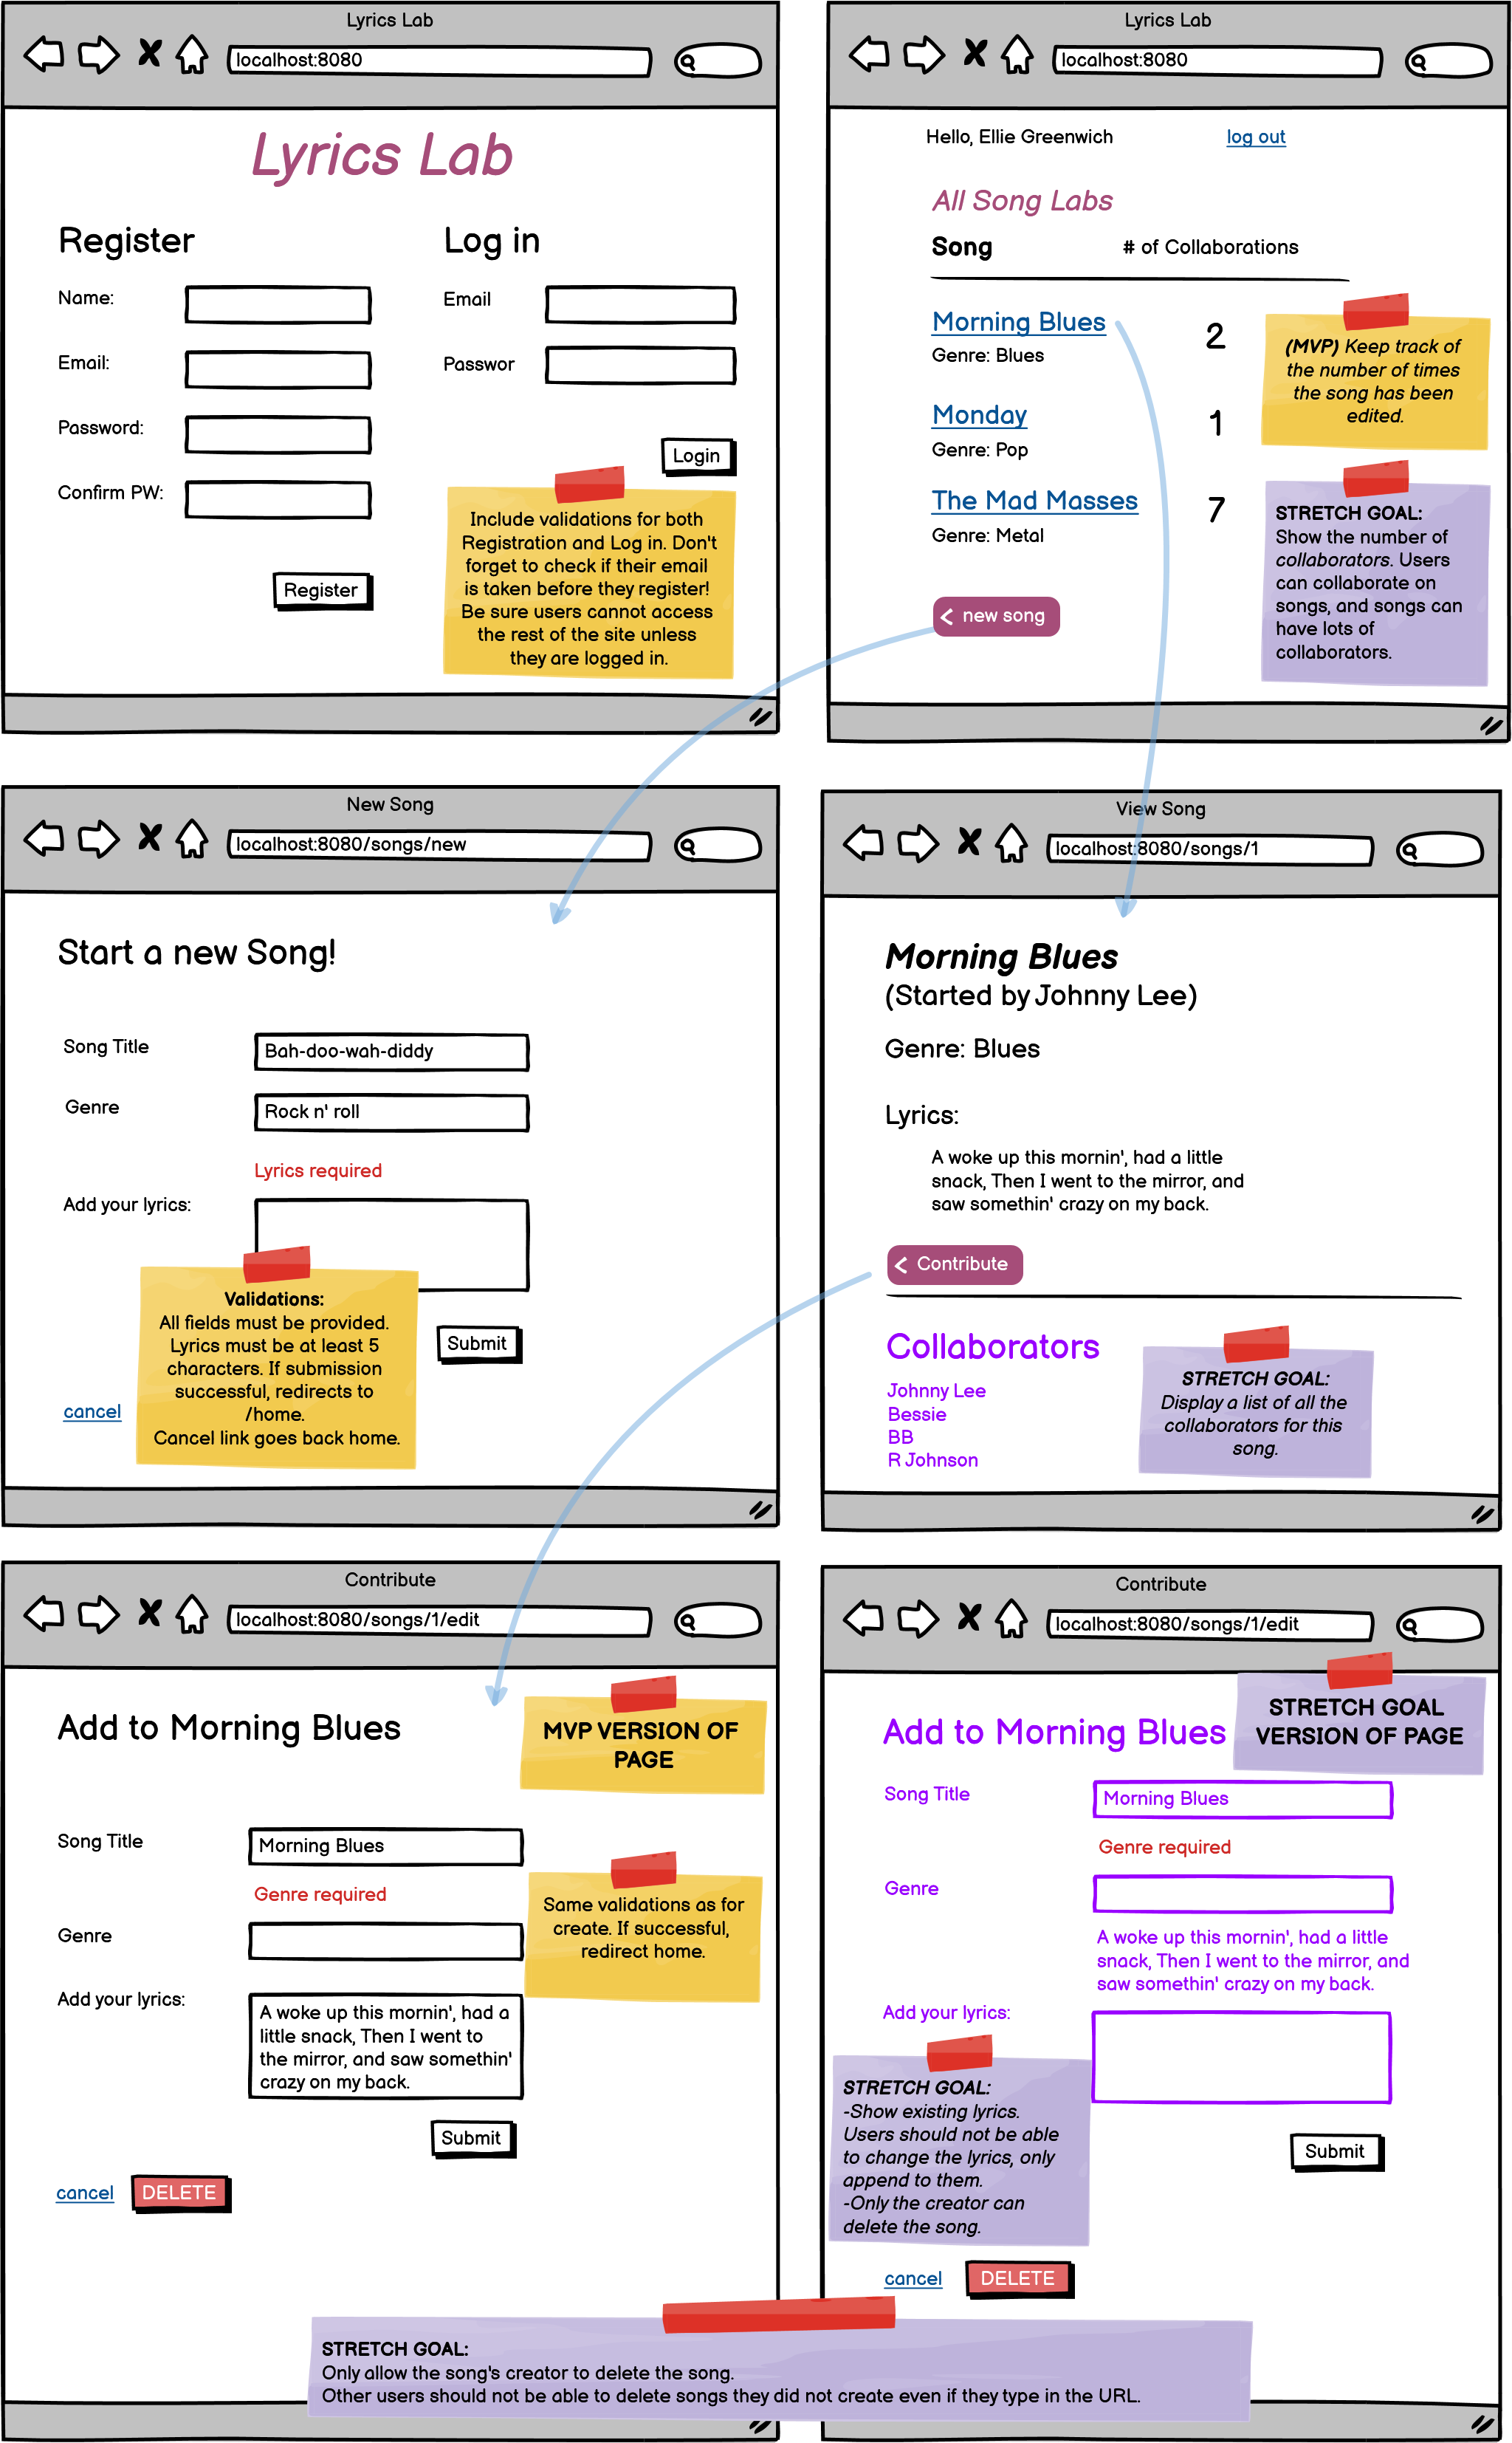 Lyrics Lab
localhost:8080
Lyrics Lab
Register
Name:
Email:
Password:
Confirm PW:
Register
Log in
Email
Passwor
Login
Include validations for both
Registration and Log in. Don't
forget to check if their email
is taken before they register!
Be sure users cannot access
the rest of the site unless
they are logged in.
Lyrics Lab
localhost:8080
Hello, Ellie Greenwich
log out
All Song Labs
Song
# of Collaborations
Morning Blues
2
Genre: Blues
Monday
1
Genre: Pop
The Mad Masses
7
Genre: Metal
new song
(MVP) Keep track of
the number of times
the song has been
edited.
STRETCH GOAL:
Show the number of
collaborators. Users
can collaborate on
songs, and songs can
have lots of
collaborators.
New Song
localhost:8080/songs/new
Start a new Song!
Song Title
Bah-doo-wah-diddy
Genre
Rock n' roll
Lyrics required
Add your lyrics:
Validations:
All fields must be provided.
Lyrics must be at least 5
characters. If submission
successful, redirects to
/home.
Cancel link goes back home.
Submit
cancel
View Song
localhost:8080/songs/1
Morning Blues
(Started by Johnny Lee)
Genre: Blues
Lyrics:
A woke up this mornin', had a little
snack, Then I went to the mirror, and
saw somethin' crazy on my back.
Contribute
Collaborators
Johnny Lee
Bessie
BB
R Johnson
STRETCH GOAL:
Display a list of all the
collaborators for this
song.
Contribute
localhost:8080/songs/1/edit
Add to Morning Blues
MVP VERSION OF
PAGE
Song Title
Morning Blues
Genre required
Genre
Same validations as for
create. If successful,
redirect home.
Add your lyrics:
A woke up this mornin', had a
little snack, Then I went to
the mirror, and saw somethin'
crazy on my back.
Submit
cancel
DELETE
Contribute
localhost:8080/songs/1/edit
Add to Morning Blues
STRETCH GOAL
VERSION OF PAGE
Song Title
Morning Blues
Genre required
Genre
A woke up this mornin', had a little
snack, Then I went to the mirror, and
saw somethin' crazy on my back.
Add your lyrics:
STRETCH GOAL:
-Show existing lyrics.
Users should not be able
to change the lyrics, only
append to them.
-Only the creator can
delete the song.
Submit
cancel
DELETE
STRETCH GOAL:
Only allow the song's creator to delete the song.
Other users should not be able to delete songs they did not create even if they type in the URL.